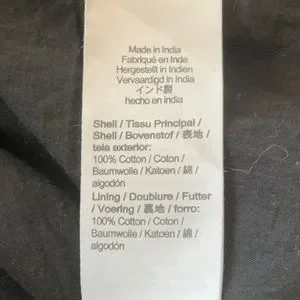 Made in India
Fabriqué en Inde
Hergestellt in Indien
Vervaardigd in India
インド製
hecho en india
Shell / Tissu Principal /
Shell / Bovenstof / 表地 /
tela exterior:
100% Cotton / Coton /
Baumwolle / Katoen / 綿 /
algodón
Lining / Doublure / Futter
/ Voering / 裏地 / forro:
100% Cotton / Coton /
Baumwolle / Katoen / 綿 /
algodón